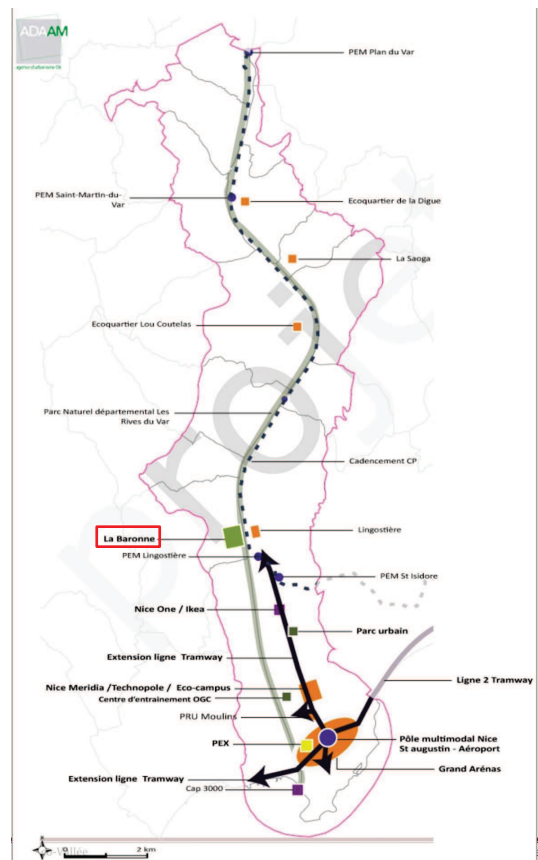 ADAAM
PEM Plan du Var
PEM Saint-Martin-du-
Var
Ecoquartier de la Digue
La Saoga
Ecoquartier Lou Coutelas
Parc Naturel départemental Les
Rives du Var
Cadencement CP
Lingostière
La Baronne
PEM Lingostière
PEM St Isidore
Nice One / Ikea
Parc urbain
Extension ligne Tramway
Ligne 2 Tramway
Nice Meridia /Technopole / Eco-campus
Centre d'entrainement OGC
PRU Moulins
Pôle multimodal Nice
St augustin - Aéroport
PEX
Grand Arénas
Extension ligne Tramway
Cap 3000
0 2 km
projet